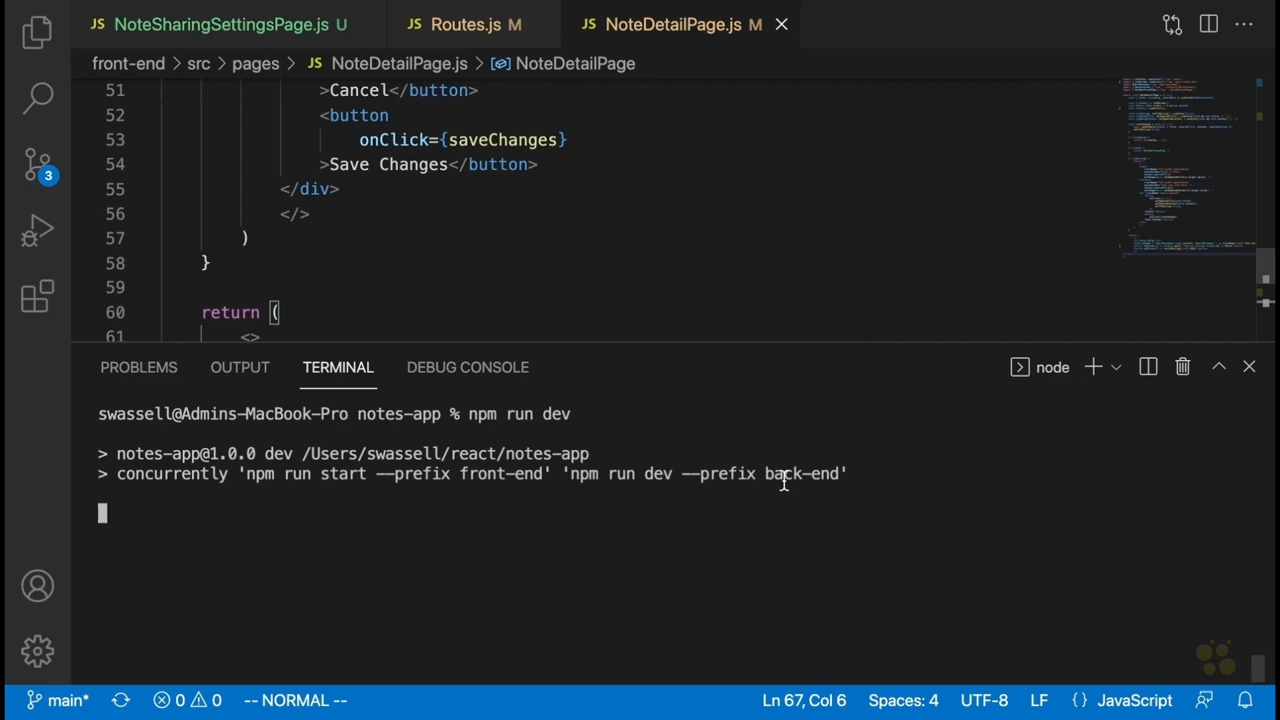 JS NoteSharingSettingsPage.js U JS Routes.js M JS NoteDetailPage.js M
front-end > src > pages > JS NoteDetailPage.js > NoteDetailPage
51 >Cancel</button>
52 <button
53 onClick={saveChanges}
54 >Save Changes</button>
55 </div>
56 </>
57 )
58 }
59
60 return (
61 <>
3
PROBLEMS OUTPUT TERMINAL DEBUG CONSOLE node
swassell@Admins-MacBook-Pro notes-app % npm run dev
> notes-app@1.0.0 dev /Users/swassell/react/notes-app
> concurrently 'npm run start --prefix front-end' 'npm run dev --prefix back-end'
main* 0 0 -- NORMAL -- Ln 67, Col 6 Spaces: 4 UTF-8 LF {} JavaScript